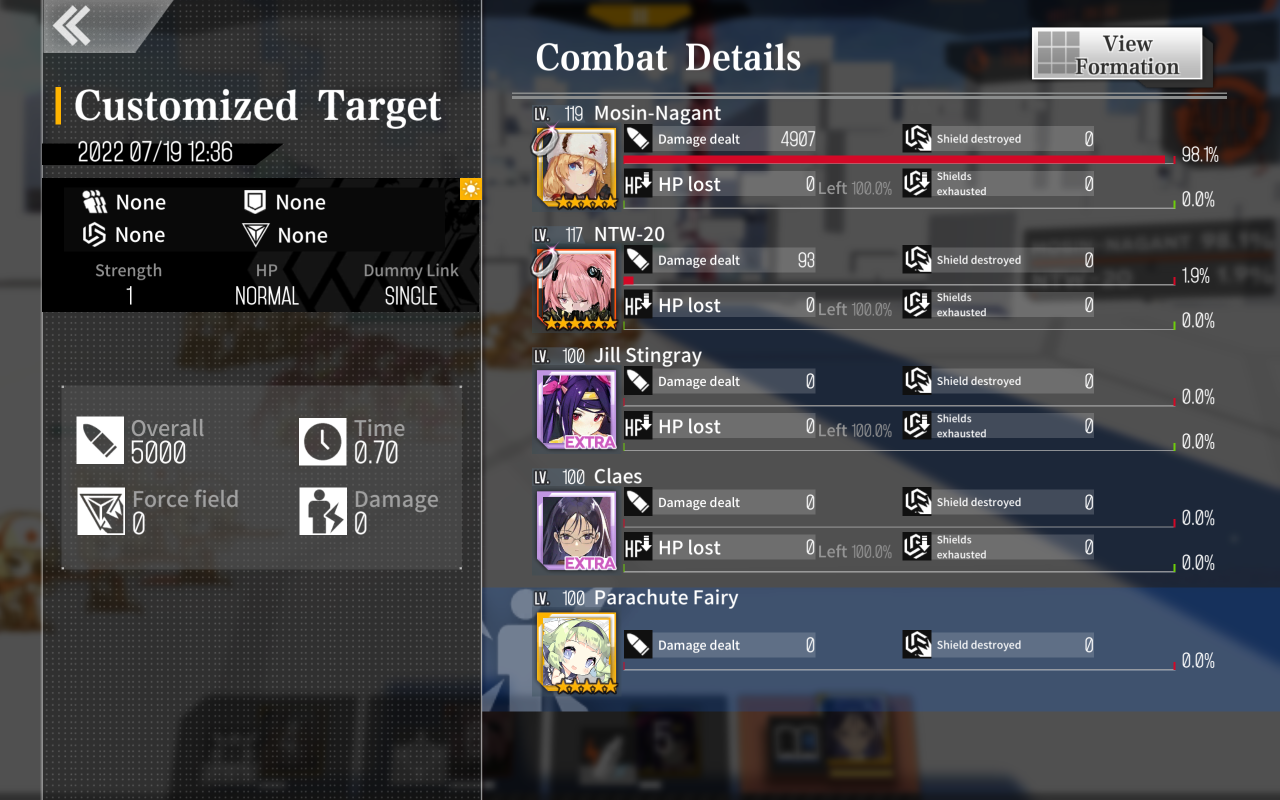 Customized Target
2022 07/19 12:36
None
None
None
None
Strength
HP
Dummy Link
1
NORMAL
SINGLE
Overall
5000
Time
0.70
Force field
0
Damage
0
Combat Details
View
Formation
LV. 119 Mosin-Nagant
Damage dealt 4907
Shield destroyed 0
98.1%
HP HP lost 0 Left 100.0%
Shields
exhausted 0
0.0%
LV. 117 NTW-20
Damage dealt 93
Shield destroyed 0
1.9%
HP HP lost 0 Left 100.0%
Shields
exhausted 0
0.0%
LV. 100 Jill Stingray
Damage dealt 0
Shield destroyed 0
0.0%
EXTRA
HP HP lost 0 Left 100.0%
Shields
exhausted 0
0.0%
LV. 100 Claes
Damage dealt 0
Shield destroyed 0
0.0%
EXTRA
HP HP lost 0 Left 100.0%
Shields
exhausted 0
0.0%
LV. 100 Parachute Fairy
Damage dealt 0
Shield destroyed 0
0.0%